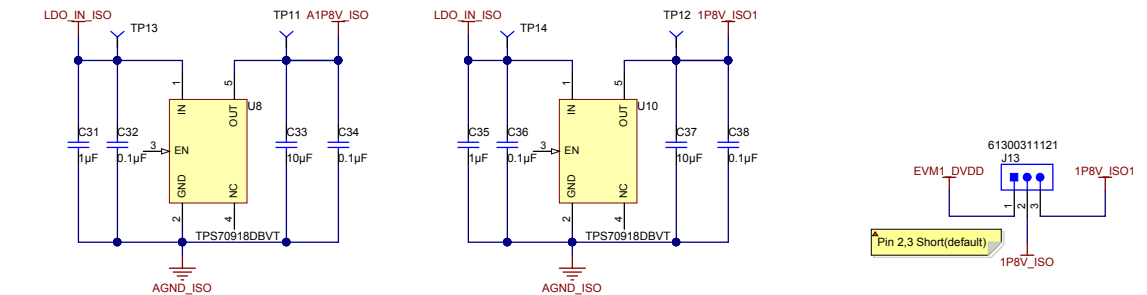 LDO_IN_ISO
TP13
TP11
A1P8V_ISO
1
5
IN
OUT
U8
C31
1µF
C32
0.1µF
3
EN
C33
10µF
C34
0.1µF
GND
NC
2
4
TPS70918DBVT
AGND_ISO
LDO_IN_ISO
TP14
TP12
1P8V_ISO1
1
5
IN
OUT
U10
C35
1µF
C36
0.1µF
3
EN
C37
10µF
C38
0.1µF
GND
NC
2
4
TPS70918DBVT
AGND_ISO
61300311121
J13
EVM1_DVDD
1P8V_ISO1
1
2
3
Pin 2,3 Short(default)
1P8V_ISO